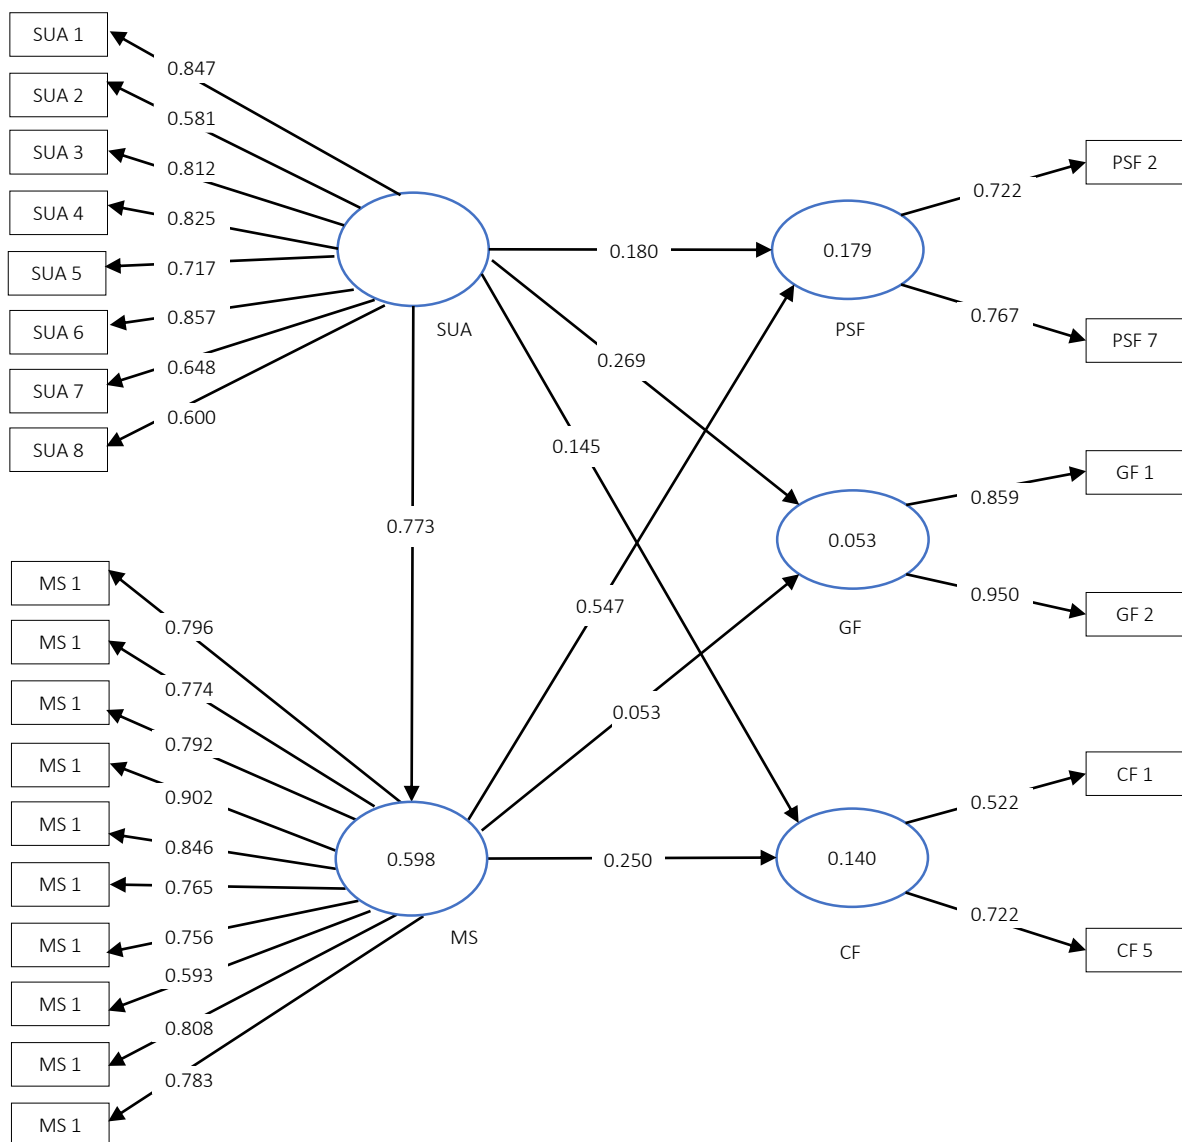 SUA 1
0.847
SUA 2
0.581
SUA 3
0.812
SUA 4
0.825
SUA 5
0.717
SUA 6
0.857
SUA 7
0.648
SUA 8
0.600
SUA
0.180
0.269
0.145
0.773
0.179
PSF
0.722
PSF 2
0.767
PSF 7
0.547
0.053
GF
0.859
GF 1
0.950
GF 2
0.053
MS 1
0.796
MS 1
0.774
MS 1
0.792
MS 1
0.902
MS 1
0.846
MS 1
0.765
MS 1
0.756
MS 1
0.593
MS 1
0.808
MS 1
0.783
0.598
MS
0.250
0.140
CF
0.522
CF 1
0.722
CF 5